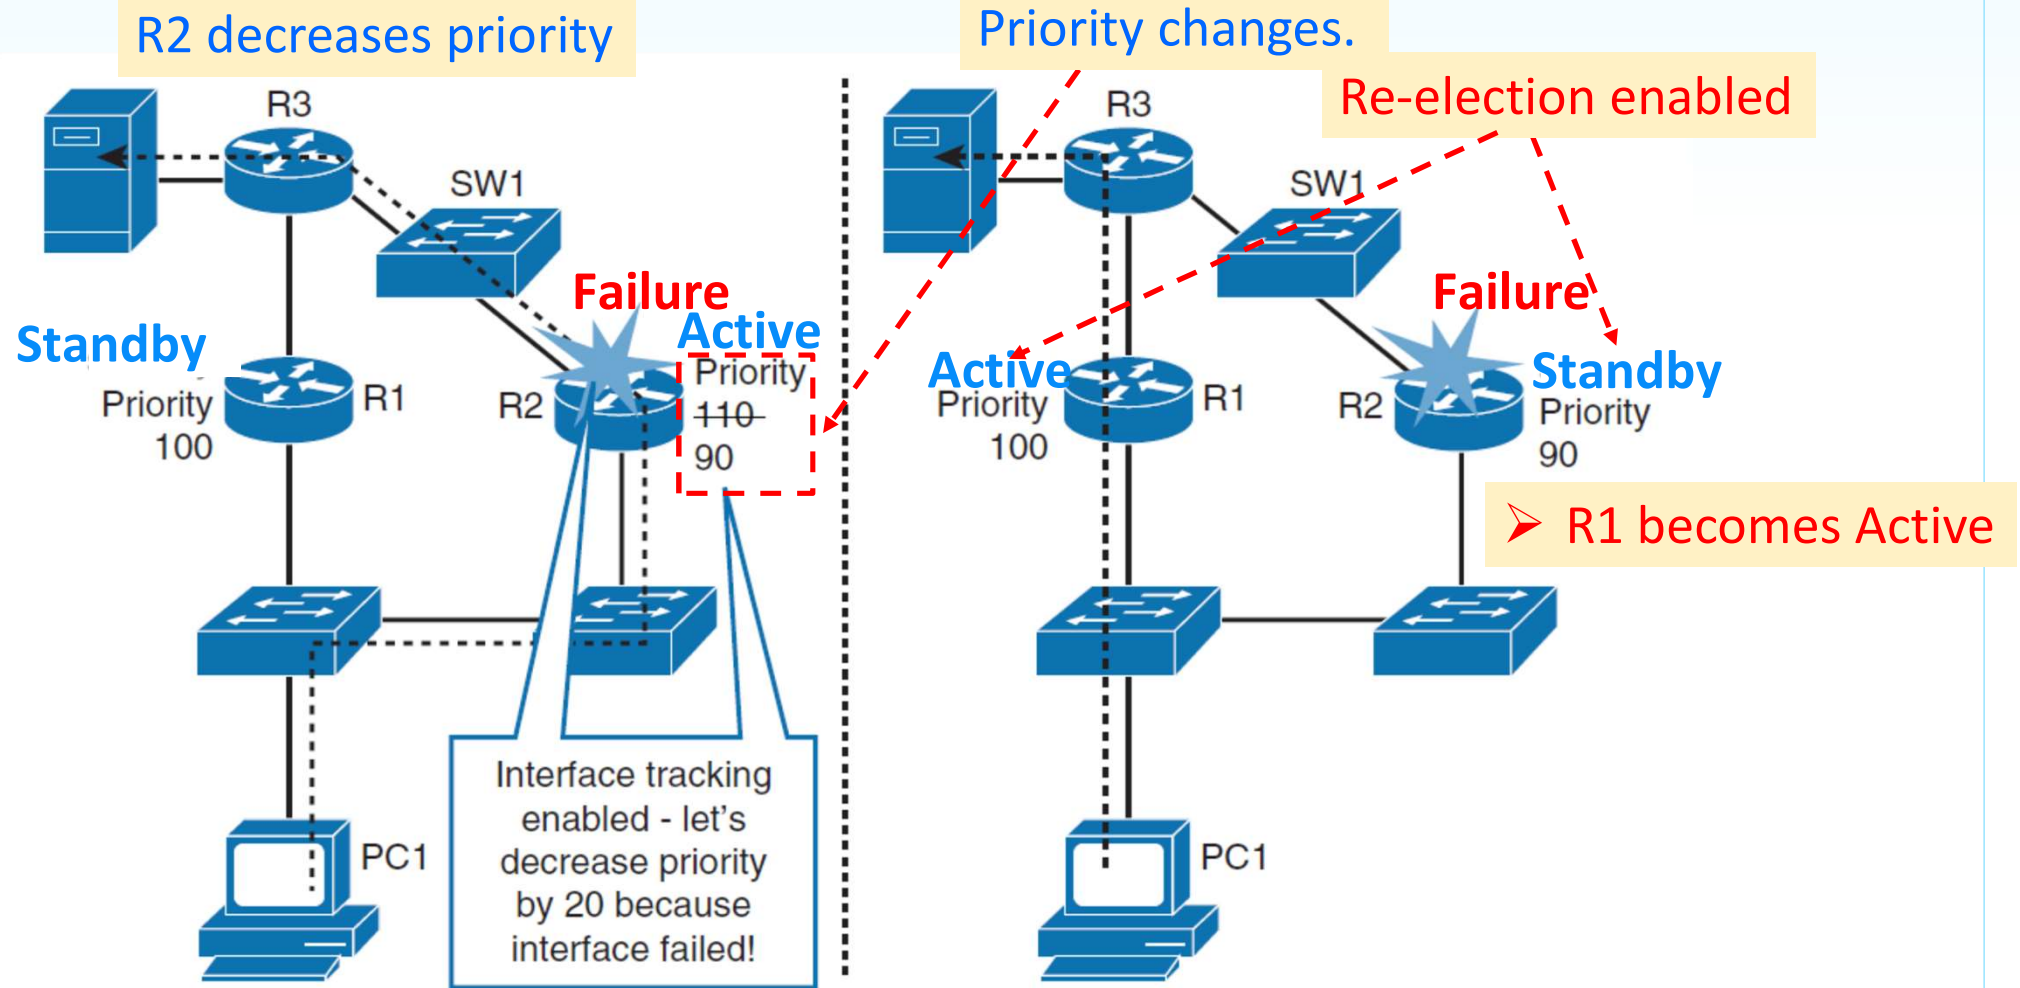 R2 decreases priority
Priority changes.
Re-election enabled
R3
SW1
Failure
Active
Standby
Priority
100
R1
R2
Priority
110
90
Interface tracking
enabled - let's
decrease priority
by 20 because
interface failed!
PC1
R3
SW1
Failure
Active
Standby
Priority
100
R1
R2
Priority
90
➢ R1 becomes Active
PC1